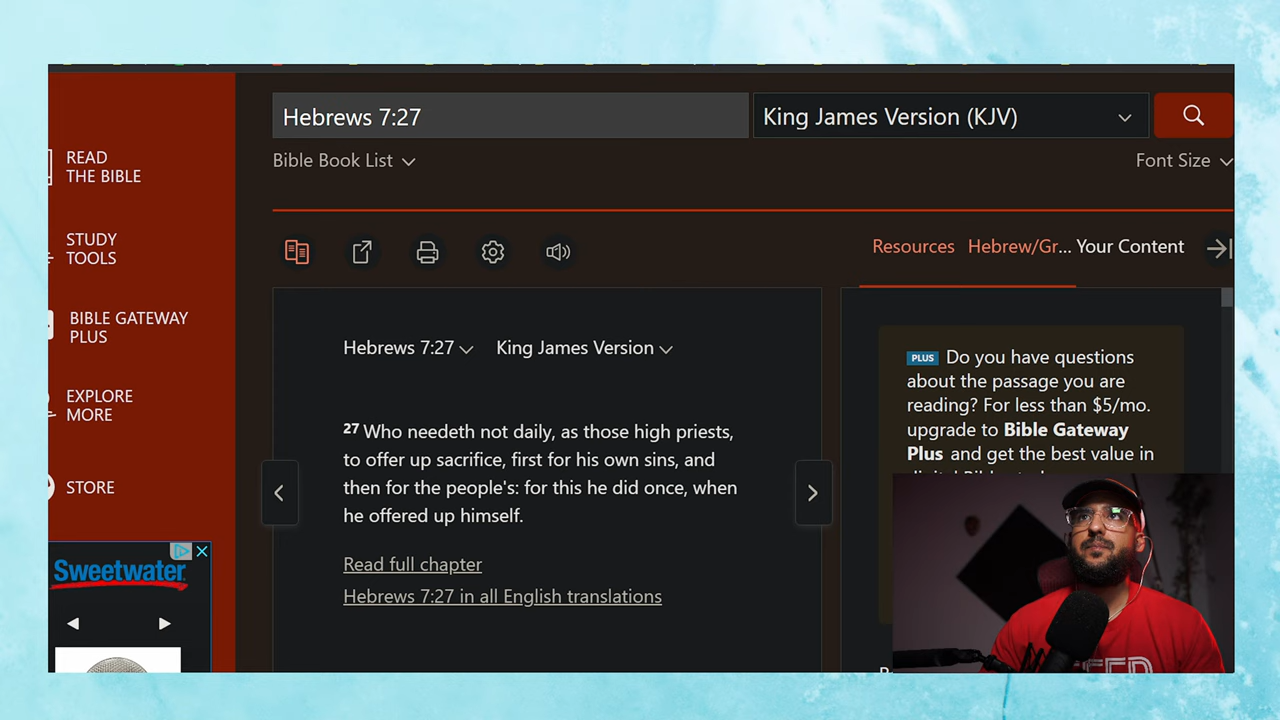 Hebrews 7:27
King James Version (KJV)
Bible Book List
Font Size
READ
THE BIBLE
STUDY
TOOLS
BIBLE GATEWAY
PLUS
EXPLORE
MORE
STORE
Sweetwater
Resources
Hebrew/Gr...
Your Content
Hebrews 7:27
King James Version
27 Who needeth not daily, as those high priests,
to offer up sacrifice, first for his own sins, and
then for the people's: for this he did once, when
he offered up himself.
Read full chapter
Hebrews 7:27 in all English translations
PLUS Do you have questions
about the passage you are
reading? For less than $5/mo.
upgrade to Bible Gateway
Plus and get the best value in